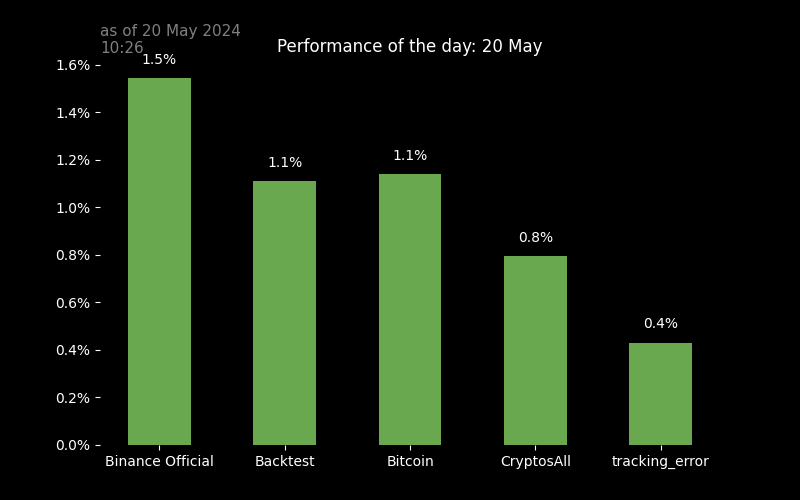 as of 20 May 2024
10:26
Performance of the day: 20 May
1.6%
1.4%
1.2%
1.0%
0.8%
0.6%
0.4%
0.2%
0.0%
1.5%
1.1%
1.1%
0.8%
0.4%
Binance Official
Backtest
Bitcoin
CryptosAll
tracking_error